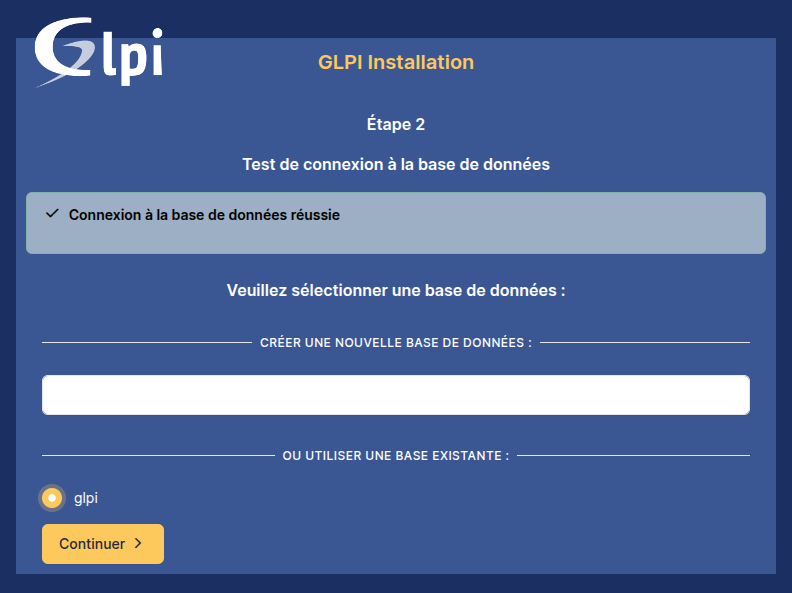 Glpi
GLPI Installation
Étape 2
Test de connexion à la base de données
Connexion à la base de données réussie
Veuillez sélectionner une base de données :
CRÉER UNE NOUVELLE BASE DE DONNÉES :
OU UTILISER UNE BASE EXISTANTE :
glpi
Continuer